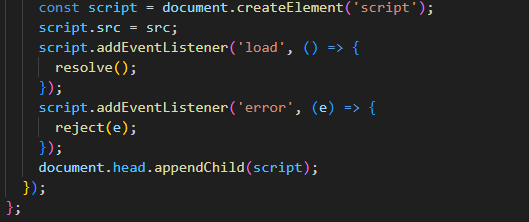 const script = document.createElement('script');
script.src = src;
script.addEventListener('load', () => {
resolve();
});
script.addEventListener('error', (e) => {
reject(e);
});
document.head.appendChild(script);
});
};